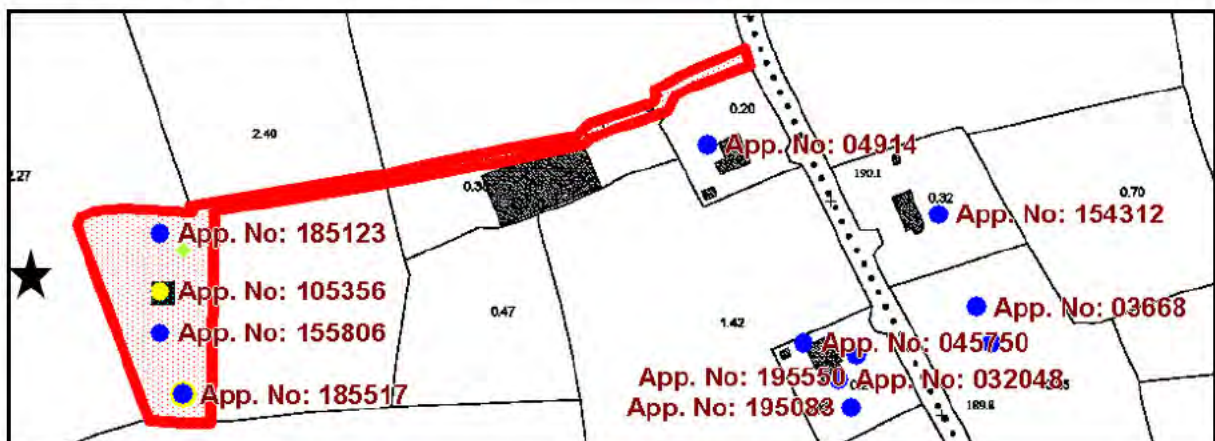 2.40
0.20
2.27
App. No: 04914
190.1
0.32
0.70
App. No: 154312
App. No: 185123
App. No: 105356
App. No: 03668
0.47
1.42
App. No: 155806
App. No: 045750
App. No: 195550
App. No: 032048
App. No: 185517
App. No: 195083
189.8